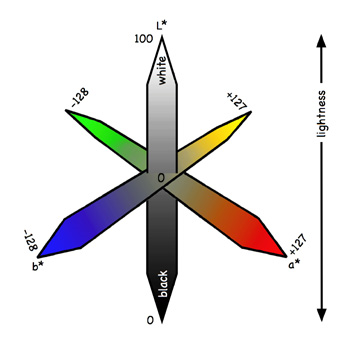 L*
100
white
-128
+127
lightness
0
-128
b*
+127
a*
black
0